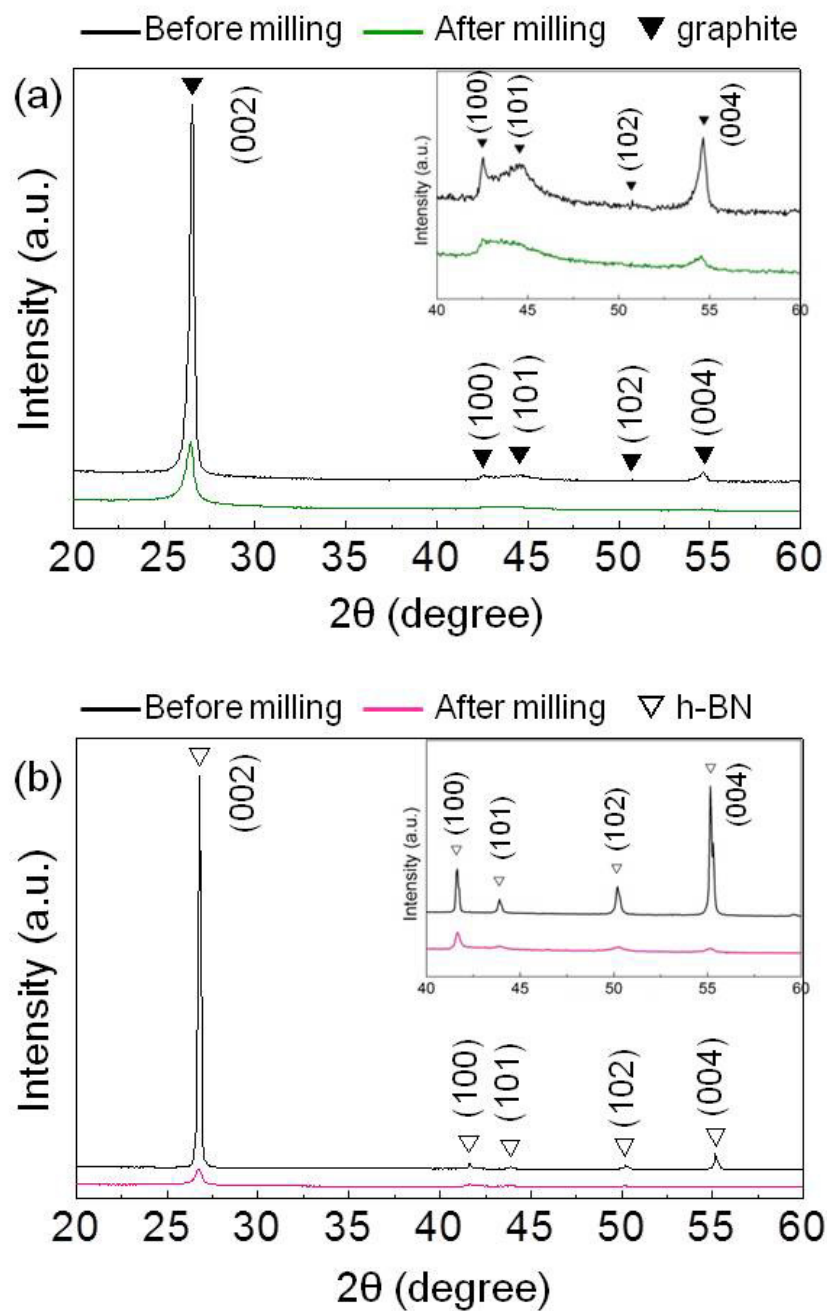 Before milling After milling ▼ graphite
(a)
(002)
(100)
(101)
(102)
(004)
Intensity (a.u.)
40 45 50 55 60
(100)
(101)
(102)
(004)
Intensity (a.u.)
20 25 30 35 40 45 50 55 60
2θ (degree)
Before milling After milling ▽ h-BN
(b)
(002)
(100)
(101)
(102)
(004)
Intensity (a.u.)
40 45 50 55 60
(100)
(101)
(102)
(004)
Intensity (a.u.)
20 25 30 35 40 45 50 55 60
2θ (degree)